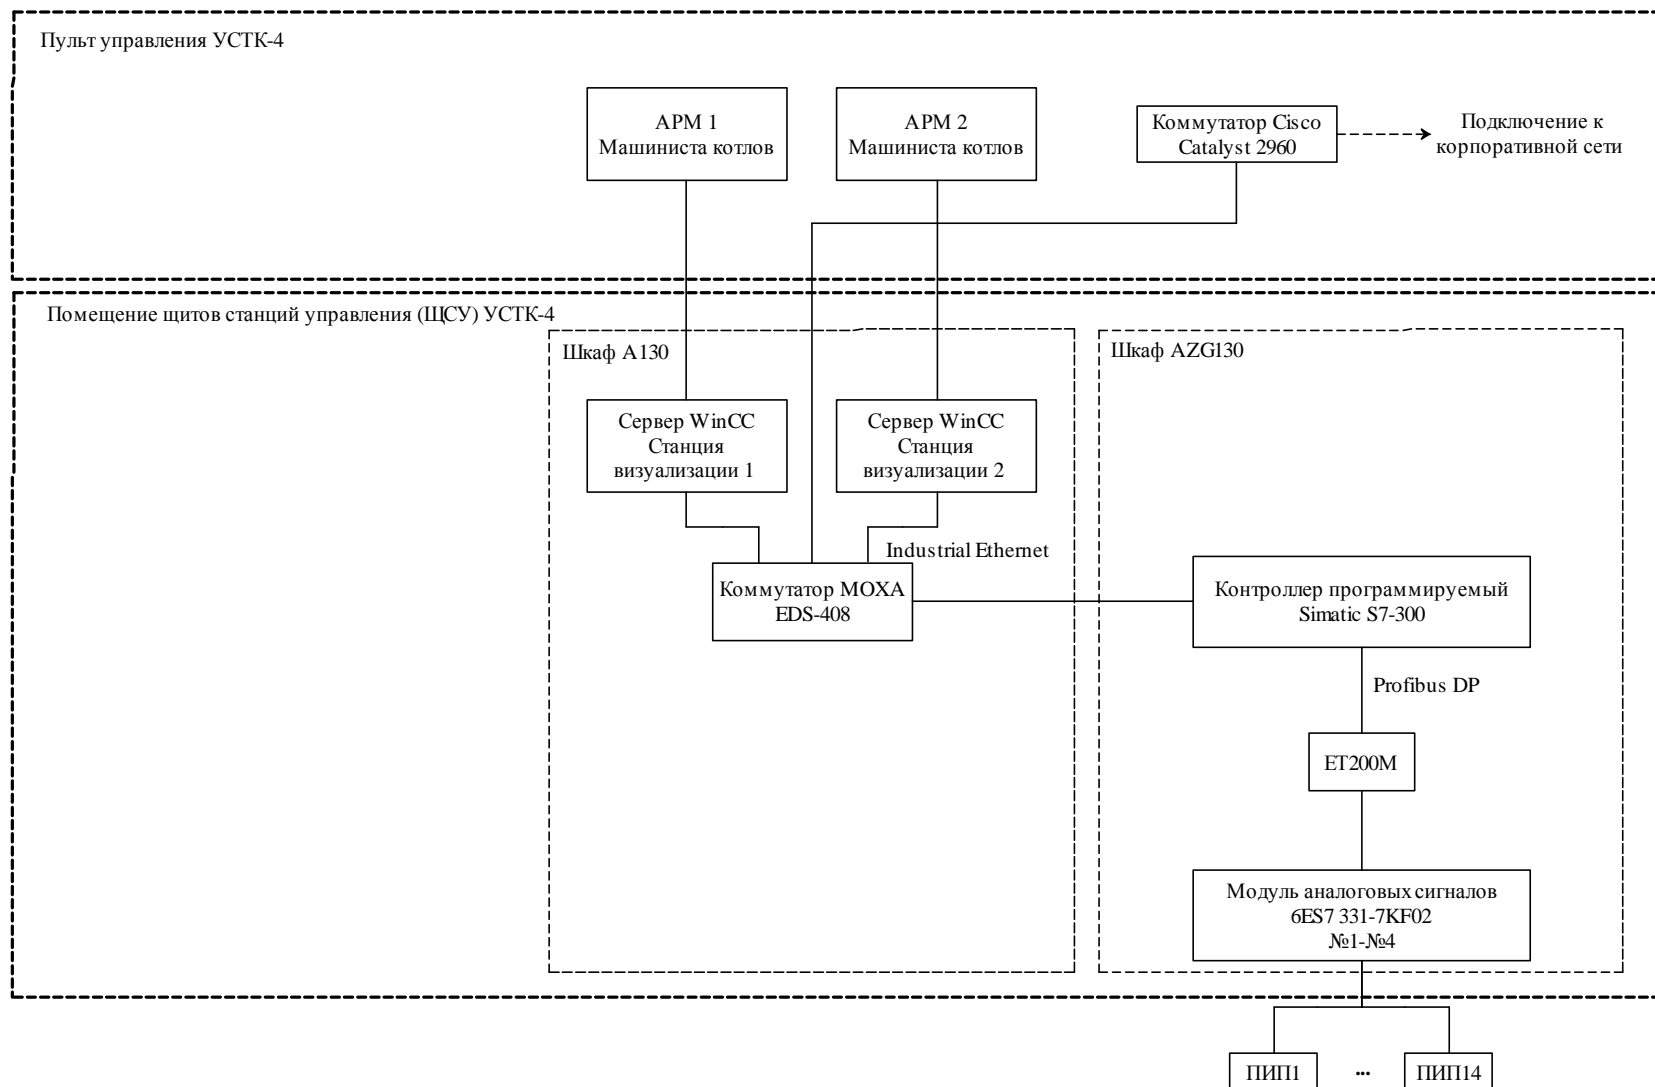 Пульт управления УСТК-4
АРМ 1
Машиниста котлов
АРМ 2
Машиниста котлов
Коммутатор Cisco
Catalyst 2960
Подключение к
корпоративной сети
Помещение щитов станций управления (ЩСУ) УСТК-4
Шкаф А130
Шкаф AZG130
Сервер WinCC
Станция
визуализации 1
Сервер WinCC
Станция
визуализации 2
Industrial Ethernet
Коммутатор MOXA
EDS-408
Контроллер программируемый
Simatic S7-300
Profibus DP
ET200M
Модуль аналоговых сигналов
6ES7 331-7KF02
№1-№4
ПИП1
...
ПИП14